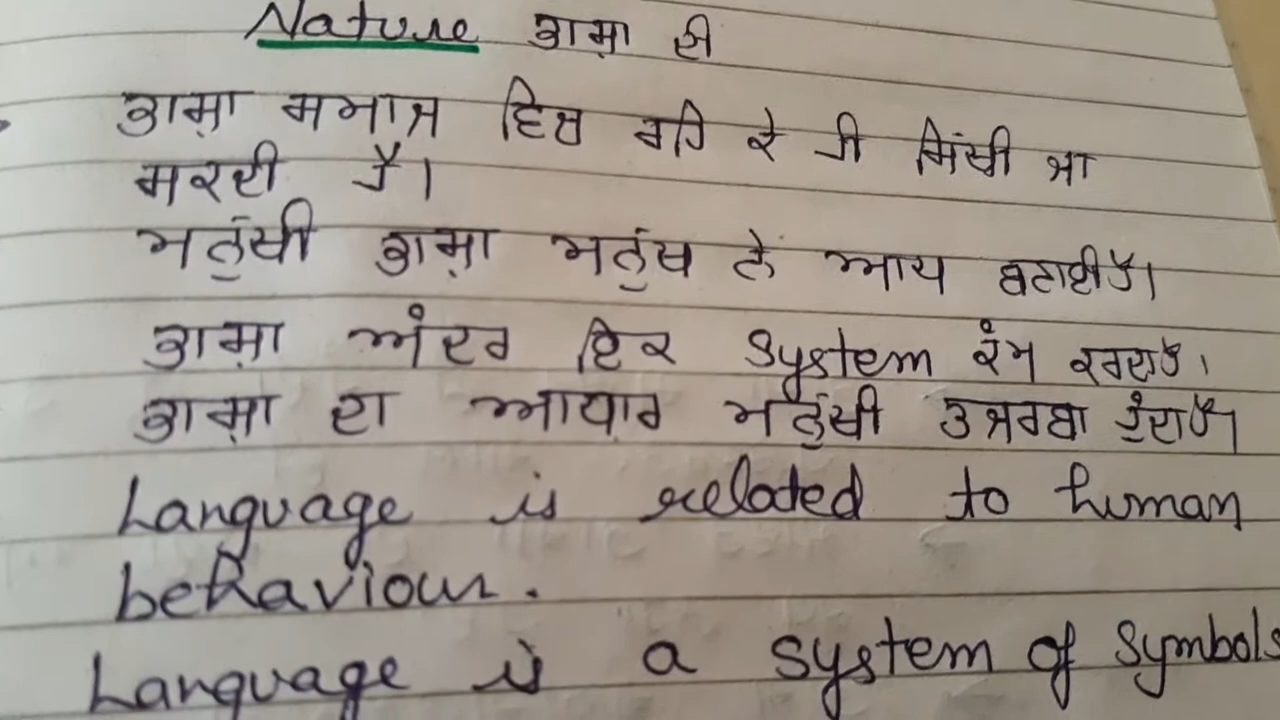 Nature ਭਾਸ਼ਾ ਦੀ
ਭਾਸ਼ਾ ਸਮਾਜ ਵਿਚ ਰਹਿ ਕੇ ਹੀ ਸਿੱਖੀ ਜਾ
ਸਕਦੀ ਹੈ।
ਮਨੁੱਖੀ ਭਾਸ਼ਾ ਮਨੁੱਖ ਨੇ ਆਪ ਬਣਾਈ ਹੈ।
ਭਾਸ਼ਾ ਅੰਦਰ ਇਕ System ਕੰਮ ਕਰਦਾ ਹੈ।
ਭਾਸ਼ਾ ਦਾ ਆਧਾਰ ਮਨੁੱਖੀ ਤਜਰਬਾ ਹੁੰਦਾ ਹੈ।
Language is related to human
behaviour.
Language is a system of symbols